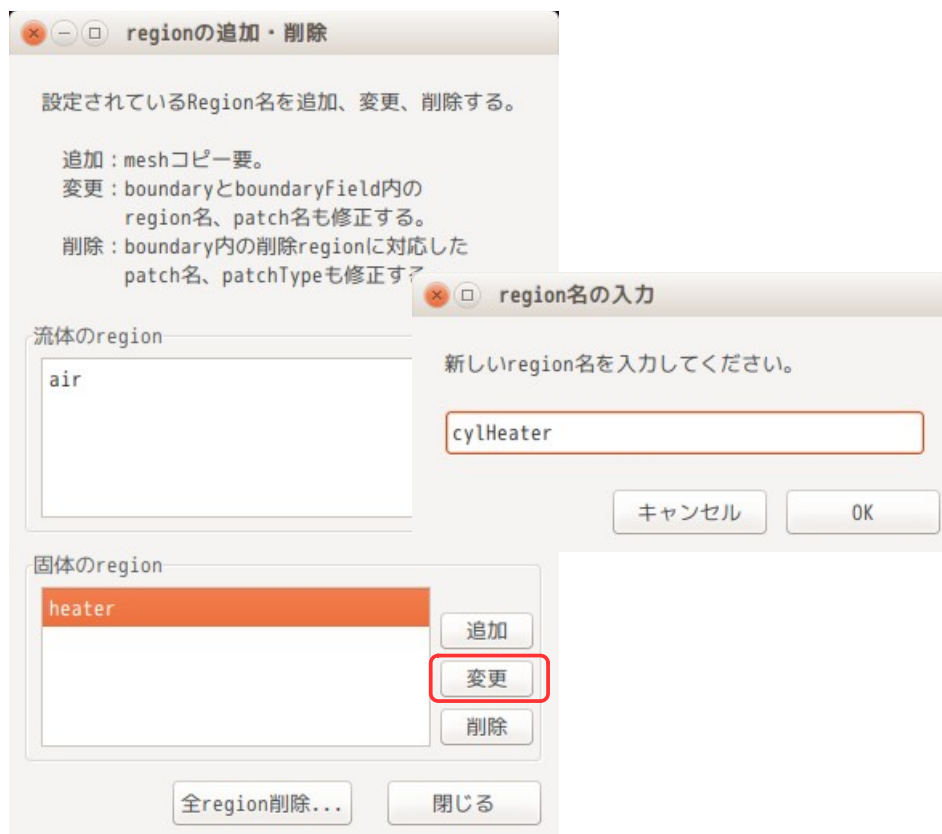 regionの追加・削除
設定されているRegion名を追加、変更、削除する。
追加：meshコピー要。
変更：boundaryとboundaryField内の
region名、patch名も修正する。
削除：boundary内の削除regionに対応した
patch名、patchTypeも修正す
流体のregion
air
region名の入力
新しいregion名を入力してください。
cylHeater
キャンセル
OK
固体のregion
heater
追加
変更
削除
全region削除...
閉じる